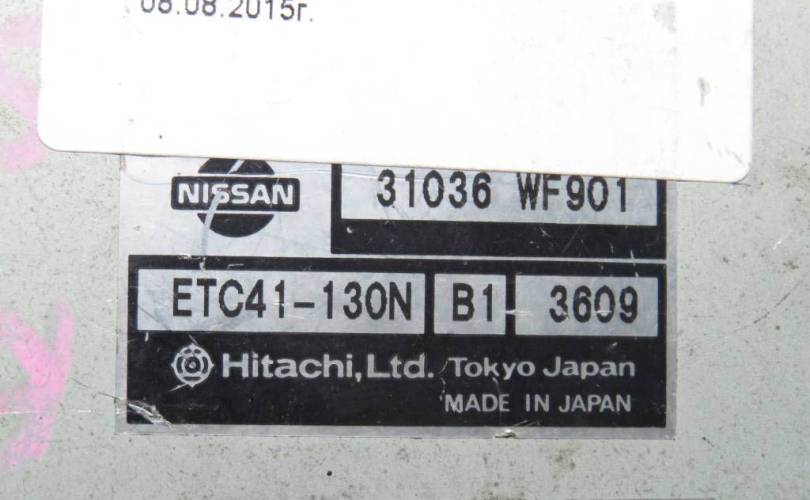 08.08.2015г.
NISSAN 31036 WF901
ETC41-130N B1 3609
Hitachi, Ltd. Tokyo Japan
MADE IN JAPAN